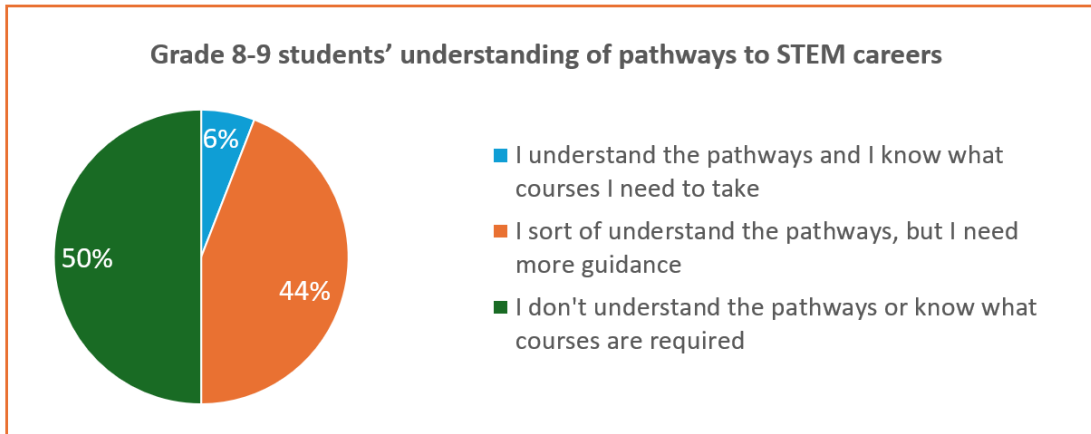 Grade 8-9 students’ understanding of pathways to STEM careers
6%
44%
50%
I understand the pathways and I know what
courses I need to take
I sort of understand the pathways, but I need
more guidance
I don't understand the pathways or know what
courses are required